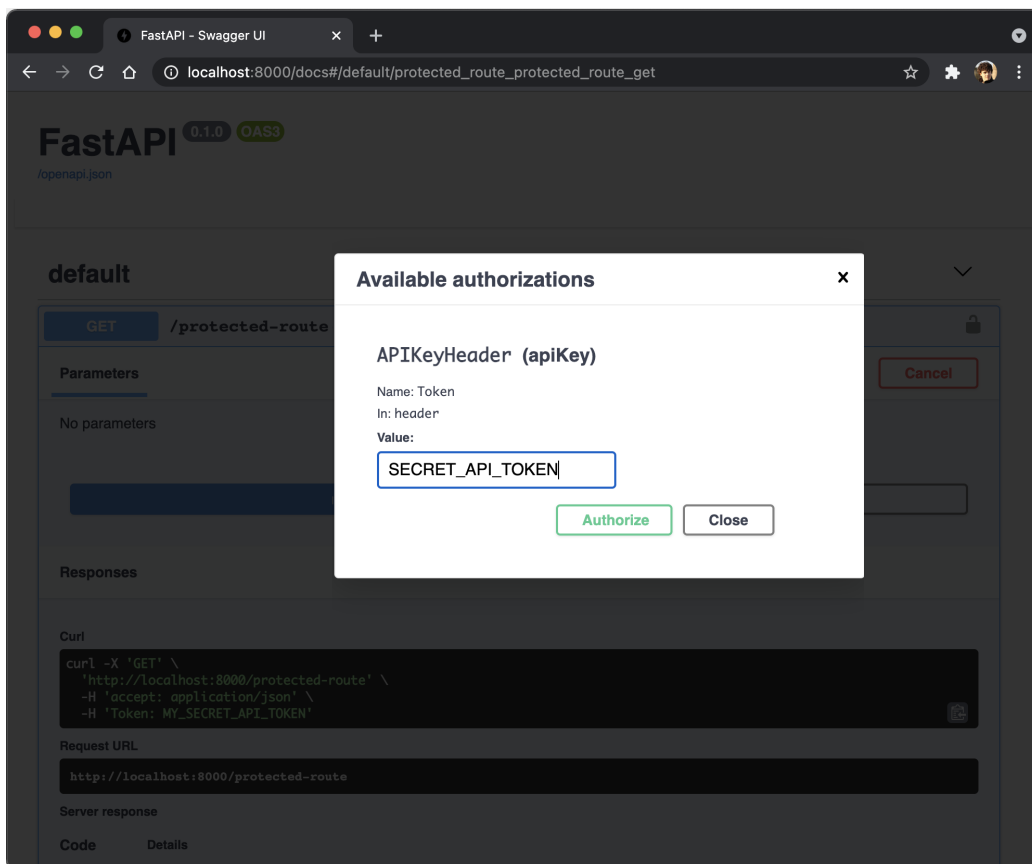 FastAPI - Swagger UI
localhost:8000/docs#/default/protected_route_protected_route_get
FastAPI 0.1.0 OAS3
/openapi.json
default
GET /protected-route
Available authorizations
APIKeyHeader (apiKey)
Name: Token
In: header
Value:
SECRET_API_TOKEN
Authorize Close
Parameters
Cancel
No parameters
Responses
Curl
curl -X 'GET' \
'http://localhost:8000/protected-route' \
-H 'accept: application/json' \
-H 'Token: MY_SECRET_API_TOKEN'
Request URL
http://localhost:8000/protected-route
Server response
Code Details